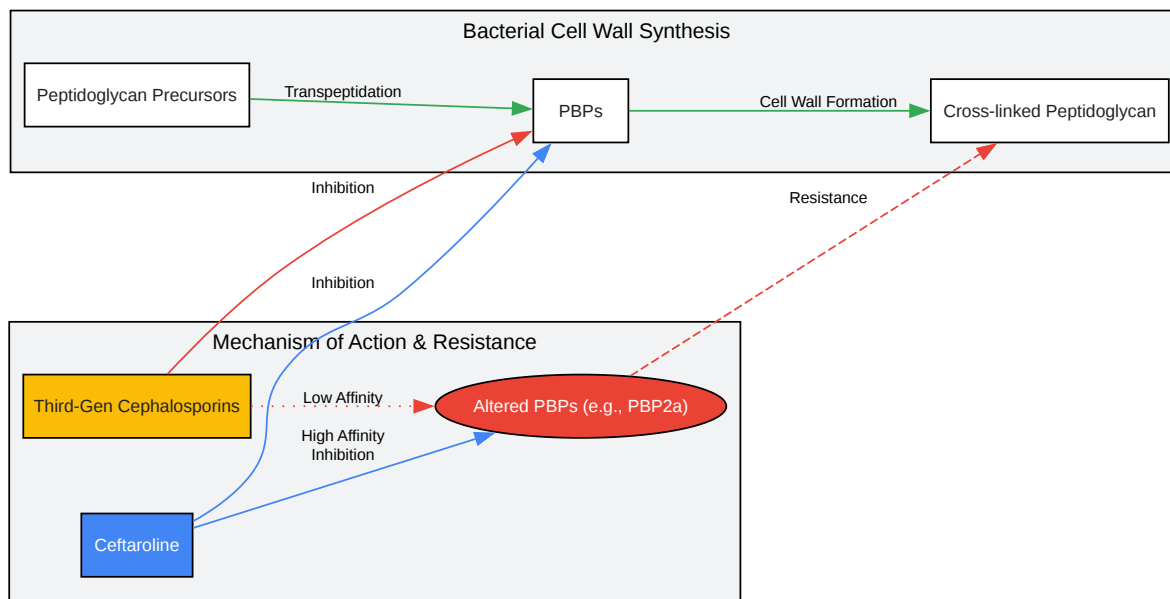 Bacterial Cell Wall Synthesis
Peptidoglycan Precursors
Transpeptidation
PBPs
Cell Wall Formation
Cross-linked Peptidoglycan
Inhibition
Resistance
Inhibition
Mechanism of Action & Resistance
Third-Gen Cephalosporins
Low Affinity
Altered PBPs (e.g., PBP2a)
High Affinity
Inhibition
Ceftaroline